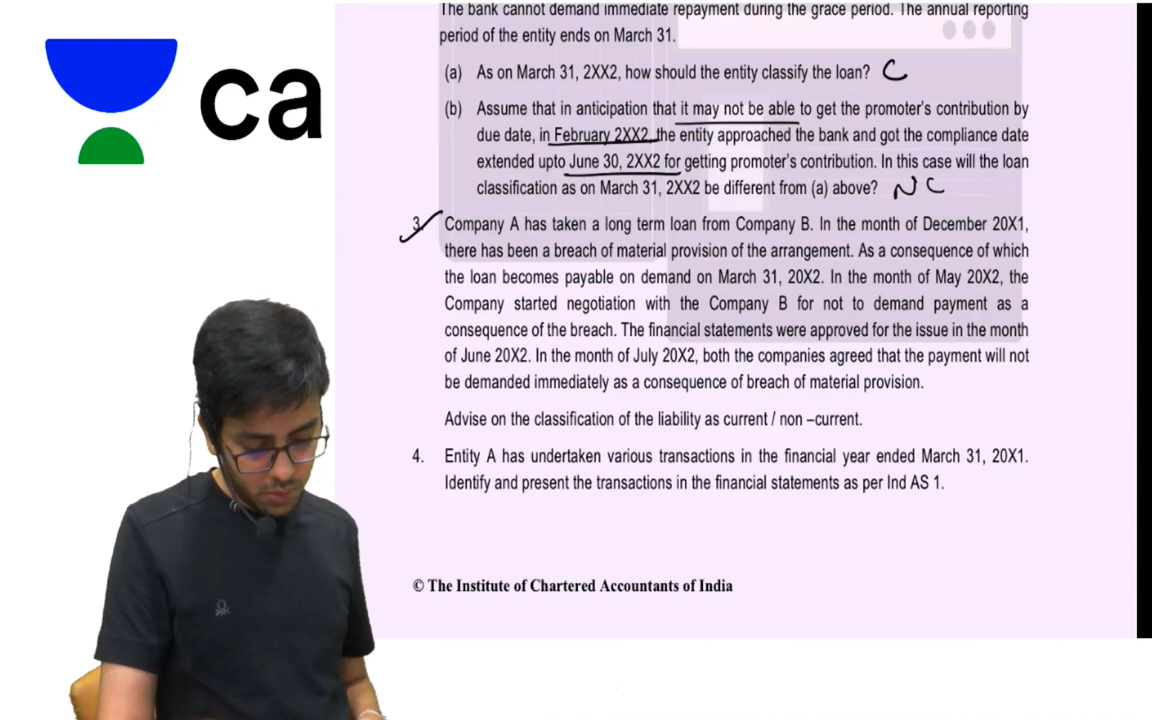 ca
The bank cannot demand immediate repayment during the grace period. The annual reporting
period of the entity ends on March 31.
(a) As on March 31, 2XX2, how should the entity classify the loan? C
(b) Assume that in anticipation that it may not be able to get the promoter's contribution by
due date, in February 2XX2, the entity approached the bank and got the compliance date
extended upto June 30, 2XX2 for getting promoter's contribution. In this case will the loan
classification as on March 31, 2XX2 be different from (a) above? NC
3. Company A has taken a long term loan from Company B. In the month of December 20X1,
there has been a breach of material provision of the arrangement. As a consequence of which
the loan becomes payable on demand on March 31, 20X2. In the month of May 20X2, the
Company started negotiation with the Company B for not to demand payment as a
consequence of the breach. The financial statements were approved for the issue in the month
of June 20X2. In the month of July 20X2, both the companies agreed that the payment will not
be demanded immediately as a consequence of breach of material provision.
Advise on the classification of the liability as current / non –current.
4. Entity A has undertaken various transactions in the financial year ended March 31, 20X1.
Identify and present the transactions in the financial statements as per Ind AS 1.
© The Institute of Chartered Accountants of India